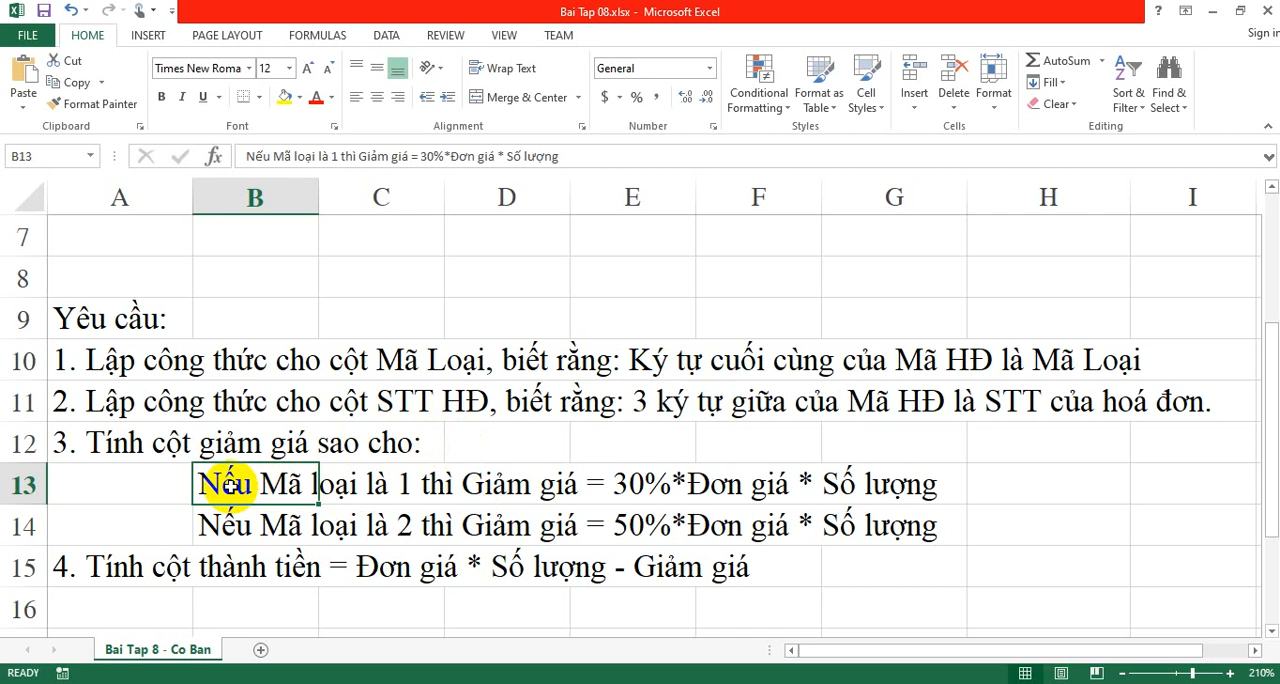 Bai Tap 08.xlsx - Microsoft Excel
?
Sign in
FILE HOME INSERT PAGE LAYOUT FORMULAS DATA REVIEW VIEW TEAM
Paste
Cut
Copy
Format Painter
Clipboard
Times New Roma 12
B I U
Font
Wrap Text
Merge & Center
Alignment
General
$ % ,
Number
Conditional Formatting
Format as Table
Cell Styles
Styles
Insert Delete Format
Cells
AutoSum
Fill
Clear
Sort & Filter
Find & Select
Editing
B13 fx Nếu Mã loại là 1 thì Giảm giá = 30%*Đơn giá * Số lượng
A B C D E F G H I
7
8
9 Yêu cầu:
10 1. Lập công thức cho cột Mã Loại, biết rằng: Ký tự cuối cùng của Mã HĐ là Mã Loại
11 2. Lập công thức cho cột STT HĐ, biết rằng: 3 ký tự giữa của Mã HĐ là STT của hoá đơn.
12 3. Tính cột giảm giá sao cho:
13 Nếu Mã loại là 1 thì Giảm giá = 30%*Đơn giá * Số lượng
14 Nếu Mã loại là 2 thì Giảm giá = 50%*Đơn giá * Số lượng
15 4. Tính cột thành tiền = Đơn giá * Số lượng - Giảm giá
16
Bai Tap 8 - Co Ban
READY
210%